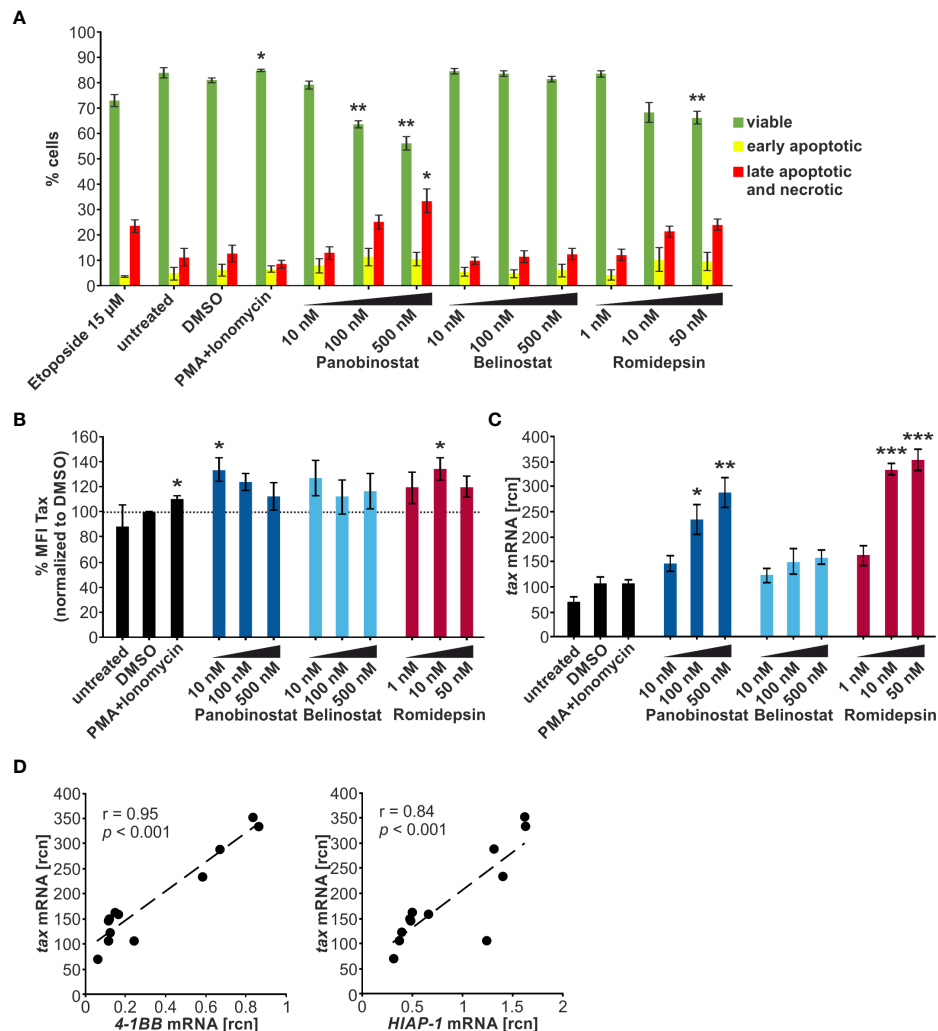 A
100
90
80
70
60
50
40
30
20
10
0
% cells
*
**
**
*
**
viable
early apoptotic
late apoptotic
and necrotic
Etoposide 15 µM
untreated
DMSO
PMA+Ionomycin
10 nM
100 nM
500 nM
10 nM
100 nM
500 nM
1 nM
10 nM
50 nM
Panobinostat
Belinostat
Romidepsin
B
% MFI Tax
(normalized to DMSO)
160
140
120
100
80
60
40
20
0
*
*
*
untreated
DMSO
PMA+Ionomycin
10 nM
100 nM
500 nM
10 nM
100 nM
500 nM
1 nM
10 nM
50 nM
Panobinostat
Belinostat
Romidepsin
C
tax mRNA [rcn]
400
350
300
250
200
150
100
50
0
*
**
***
***
untreated
DMSO
PMA+Ionomycin
10 nM
100 nM
500 nM
10 nM
100 nM
500 nM
1 nM
10 nM
50 nM
Panobinostat
Belinostat
Romidepsin
D
tax mRNA [rcn]
400
350
300
250
200
150
100
50
0
r = 0.95
p < 0.001
0
0.2
0.4
0.6
0.8
1
4-1BB mRNA [rcn]
tax mRNA [rcn]
400
350
300
250
200
150
100
50
0
r = 0.84
p < 0.001
0
0.5
1
1.5
2
HIAP-1 mRNA [rcn]